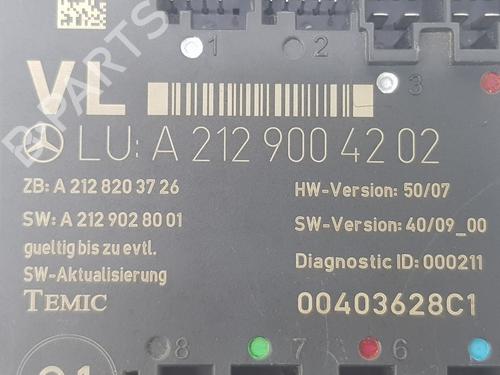 1
2
3
VL
LU: A 212 900 42 02
ZB: A 212 820 37 26
HW-Version: 50/07
SW: A 212 902 80 01
SW-Version: 40/09_00
gueltig bis zu evtl.
SW-Aktualisierung
Diagnostic ID: 000211
TEMIC
00403628C1
8
7
6
B-PARTS